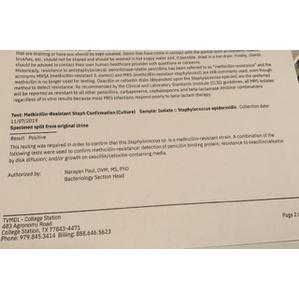 that are draining or have pus should be kept covered. Items that have come in contact with the
brushes, etc. should not be shared and should be washed in hot soapy water and, if possible, dried in a hot dryer. Finally, clients
should be advised to contact their own human healthcare provider with questions or concerns.
Historically, resistance to antistaphylococcal, penicillinase-stable penicillins has been referred to as "methicillin-resistance" and the
acronyms MRSA (methicillin-resistant S. aureus) and MRS (methicillin-resistant staphylococci) are still commonly used, even though
methicillin is no longer used for testing. Oxacillin or cefoxitin disks (dependent upon the Staphylococcus species) are the preferred
method to detect resistance. As recommended by the Clinical and Laboratory Standards Institute (CLSI) guidelines, all MRS isolates
will be reported as resistant to all other penicillins, carbapenems, cephalosporins and beta-lactamase inhibitor combinations
regardless of in vitro results because most MRS infections respond poorly to beta-lactam therapy.
Test: Methicillin-Resistant Staph Confirmation (Culture) Sample: Isolate :: Staphylococcus epidermidis Collection date:
11/07/2019
Specimen split from original Urine
Result Positive
This testing was required in order to confirm that this Staphylococcus sp. is a methicillin-resistant strain. A combination of the
following tests were used to confirm methicillin-resistance: detection of penicillin binding protein; resistance to oxacillin/cefoxitin
by disk diffusion; and/or growth on oxacillin/cefoxitin-containing media.
Authorized by: Narayan Paul, DVM, MS, PhD
Bacteriology Section Head
TVMDL - College Station
483 Agronomy Road
College Station, TX 77843-4471
Phone: 979.845.3414 Billing: 888.646.5623
Page 2